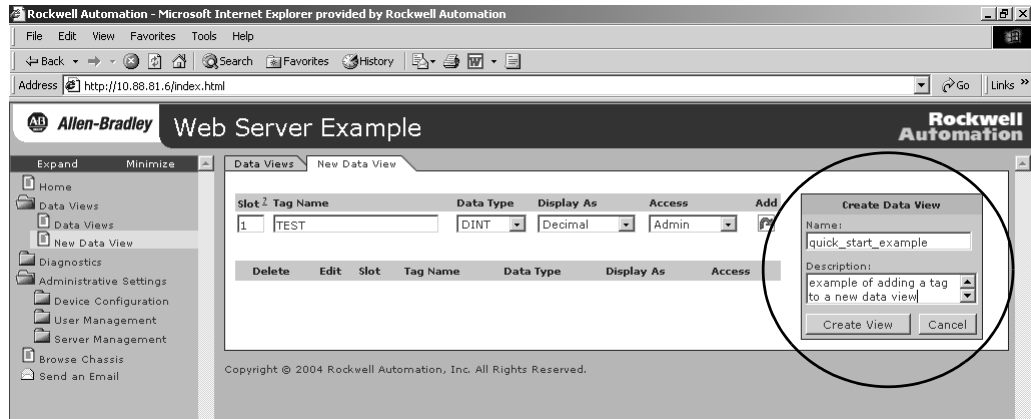 Rockwell Automation - Microsoft Internet Explorer provided by Rockwell Automation
File Edit View Favorites Tools Help
Back Search Favorites History
Address http://10.88.81.6/index.html Go Links »
AB Allen-Bradley Web Server Example Rockwell Automation
Expand Minimize
Home
Data Views
Data Views
New Data View
Diagnostics
Administrative Settings
Device Configuration
User Management
Server Management
Browse Chassis
Send an Email
Data Views New Data View
Slot ? Tag Name Data Type Display As Access Add
1 TEST DINT Decimal Admin
Delete Edit Slot Tag Name Data Type Display As Access
Create Data View
Name:
quick_start_example
Description:
example of adding a tag
to a new data view
Create View Cancel
Copyright © 2004 Rockwell Automation, Inc. All Rights Reserved.